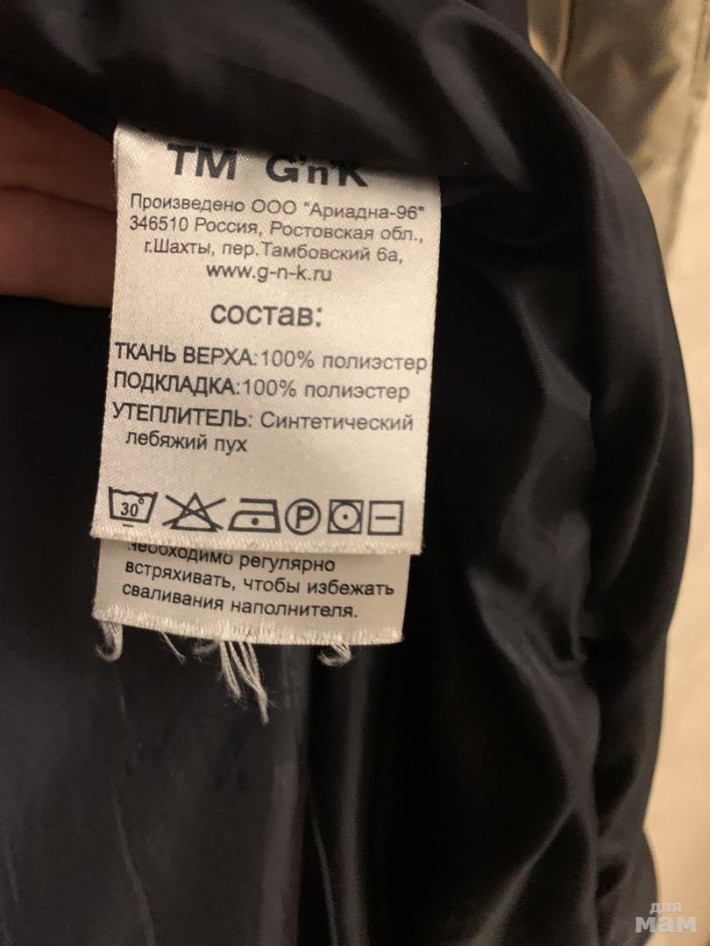 ТМ G'n'K
Произведено ООО "Ариадна-96"
346510 Россия, Ростовская обл.,
г.Шахты, пер.Тамбовский 6а,
www.g-n-k.ru
состав:
ТКАНЬ ВЕРХА:100% полиэстер
ПОДКЛАДКА:100% полиэстер
УТЕПЛИТЕЛЬ: Синтетический
лебяжий пух
30° P
необходимо регулярно
встряхивать, чтобы избежать
сваливания наполнителя.
для
мам